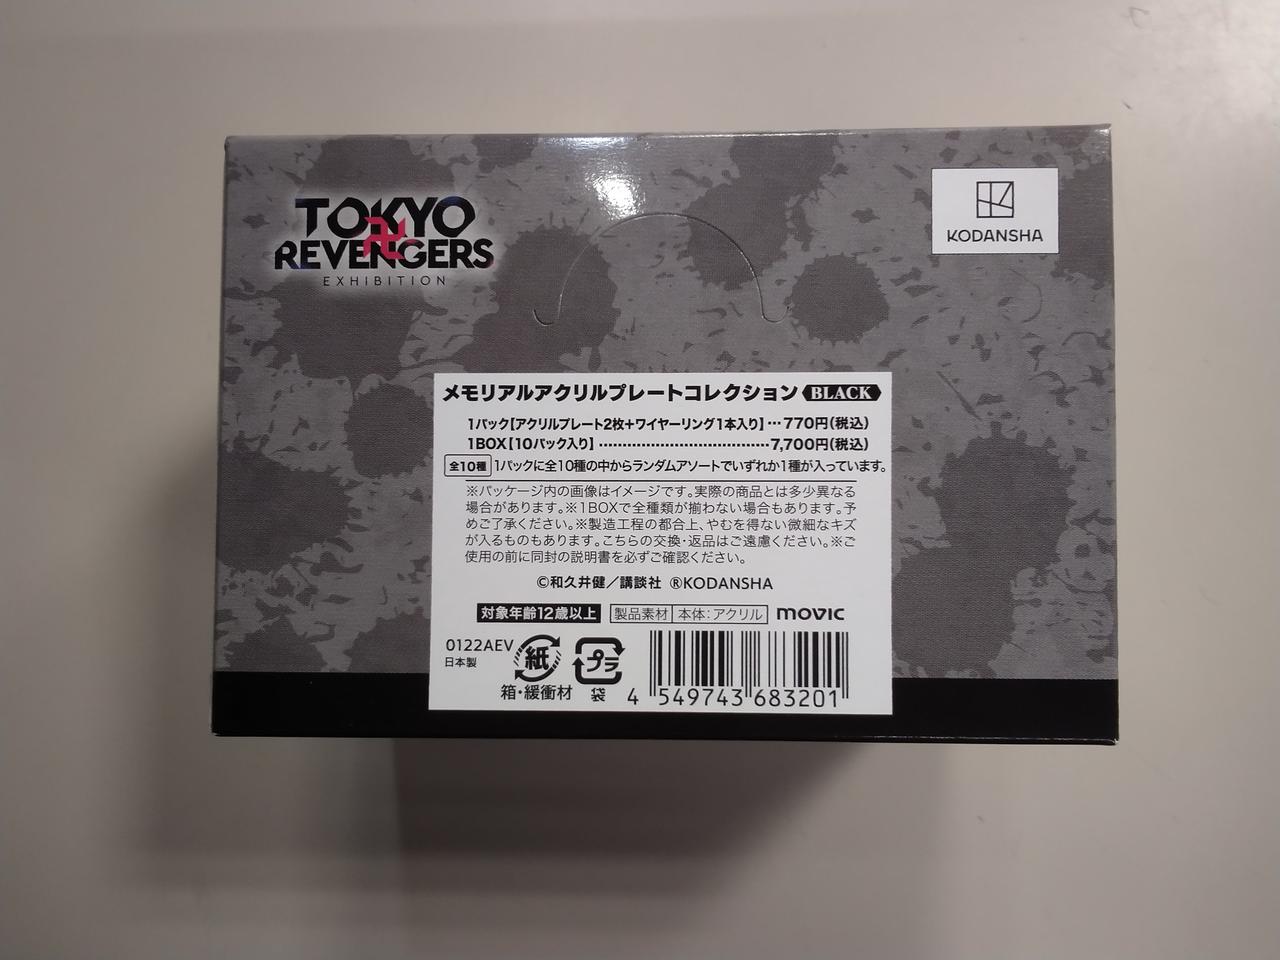 TOKYO
卍
REVENGERS
EXHIBITION
KODANSHA
メモリアルアクリルプレートコレクション BLACK
1パック【アクリルプレート2枚+ワイヤーリング1本入り】…770円(税込)
1BOX【10パック入り】……………………………7,700円(税込)
全10種 1パックに全10種の中からランダムアソートでいずれか1種が入っています。
※パッケージ内の画像はイメージです。実際の商品とは多少異なる
場合があります。※1BOXで全種類が揃わない場合もあります。予
めご了承ください。※製造工程の都合上、やむを得ない微細なキズ
が入るものもあります。こちらの交換・返品はご遠慮ください。※ご
使用の前に同封の説明書を必ずご確認ください。
©和久井健／講談社 ®KODANSHA
対象年齢12歳以上 製品素材 本体：アクリル movic
0122AEV
日本製
紙
箱・緩衝材
プラ
袋
4 549743 683201